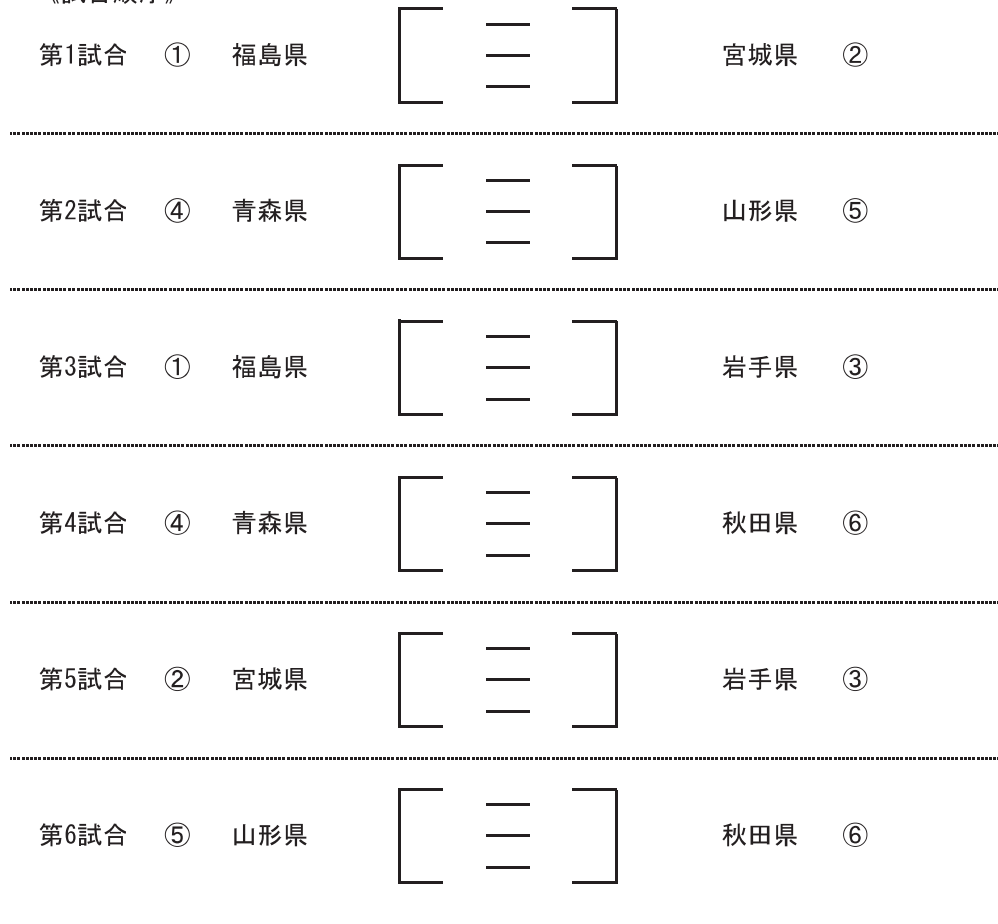 第1試合 ① 福島県 宮城県 ②
第2試合 ④ 青森県 山形県 ⑤
第3試合 ① 福島県 岩手県 ③
第4試合 ④ 青森県 秋田県 ⑥
第5試合 ② 宮城県 岩手県 ③
第6試合 ⑤ 山形県 秋田県 ⑥